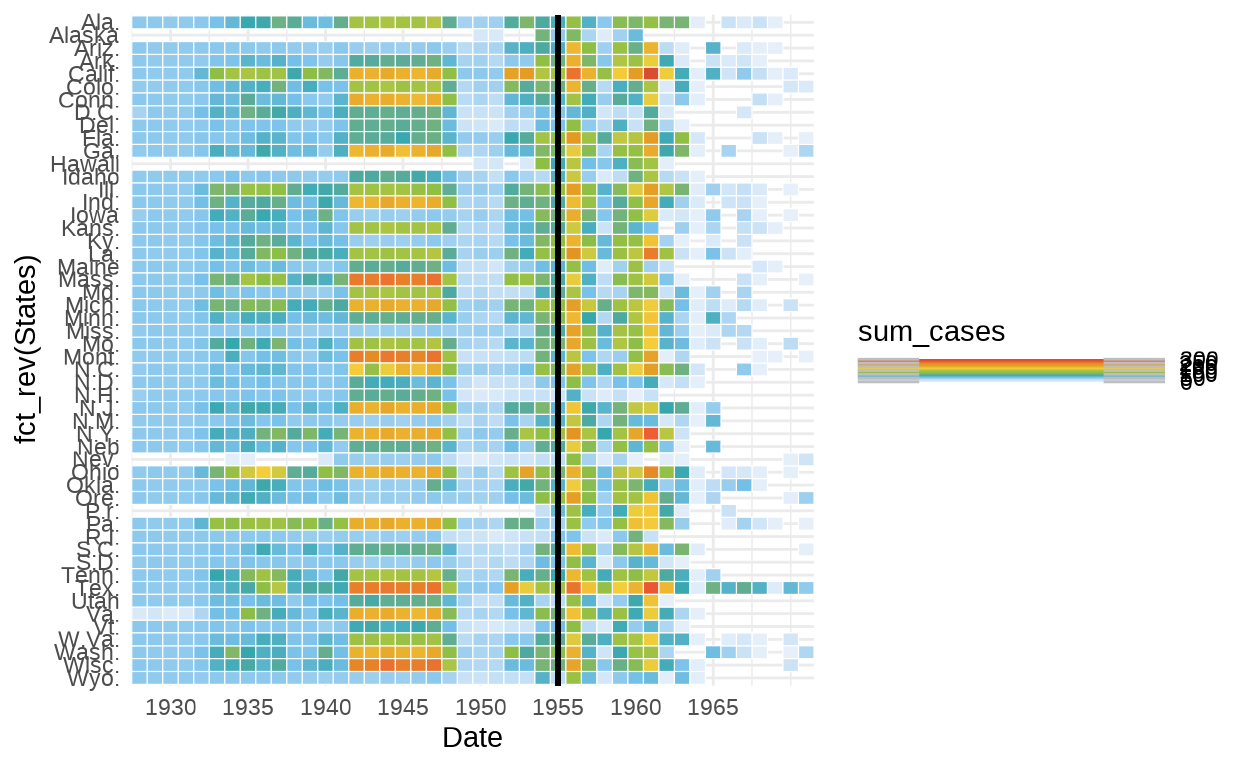 Ala.
Alaska
Ariz.
Ark.
Calif.
Colo.
Conn.
D.C.
Del.
Fla.
Ga.
Hawaii
Idaho
Ill.
Ind.
Iowa
Kans.
Ky.
La.
Maine
Mass.
Md.
Mich.
Minn.
Miss.
Mo.
Mont.
N.C.
N.D.
N.H.
N.J.
N.M.
N.Y.
Neb
Nev.
Ohio
Okla.
Ore
Pa.
R.I.
S.C.
S.D.
Tenn.
Tex.
Utah
Va.
Vt.
W.Va.
Wash.
Wisc.
Wyo.
fct_rev(States)
1930 1935 1940 1945 1950 1955 1960 1965
Date
sum_cases